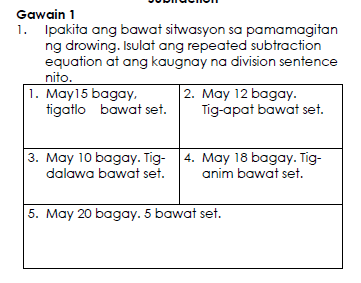 Subtraction
Gawain 1
1. Ipakita ang bawat sitwasyon sa pamamagitan
ng drowing. Isulat ang repeated subtraction
equation at ang kaugnay na division sentence
nito.
1. May15 bagay,
tigatlo bawat set.
2. May 12 bagay.
Tig-apat bawat set.
3. May 10 bagay. Tig-
dalawa bawat set.
4. May 18 bagay. Tig-
anim bawat set.
5. May 20 bagay. 5 bawat set.